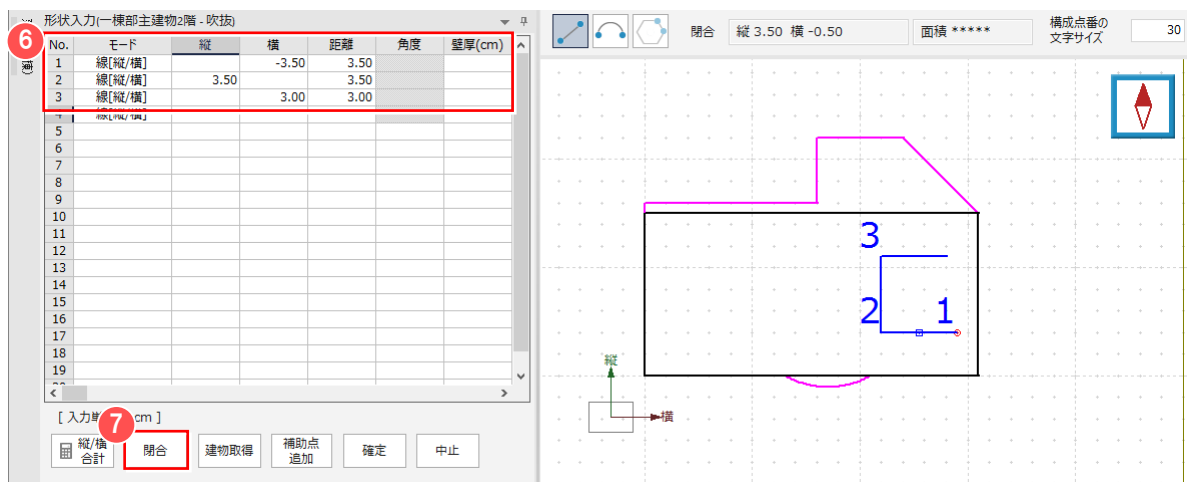 形状入力(一棟部主建物2階 - 吹抜)
6
No. モード 縦 横 距離 角度 壁厚(cm)
1 線[縦/横] -3.50 3.50
2 線[縦/横] 3.50 3.50
3 線[縦/横] 3.00 3.00
4 線[縦/横]
5
6
7
8
9
10
11
12
13
14
15
16
17
18
19
20
7
縦/横
合計
閉合
建物取得
補助点
追加
確定
中止
閉合 縦 3.50 横 -0.50
面積 *****
構成点番の
文字サイズ
30
3
2 1
縦
横